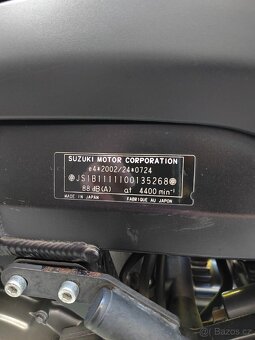 SUZUKI MOTOR CORPORATION
e4*2002/24*0724
JS1B1111100135268
88 dB(A) at 4400 min⁻¹
MADE IN JAPAN FABRIQUE AU JAPON
Bazoš.cz